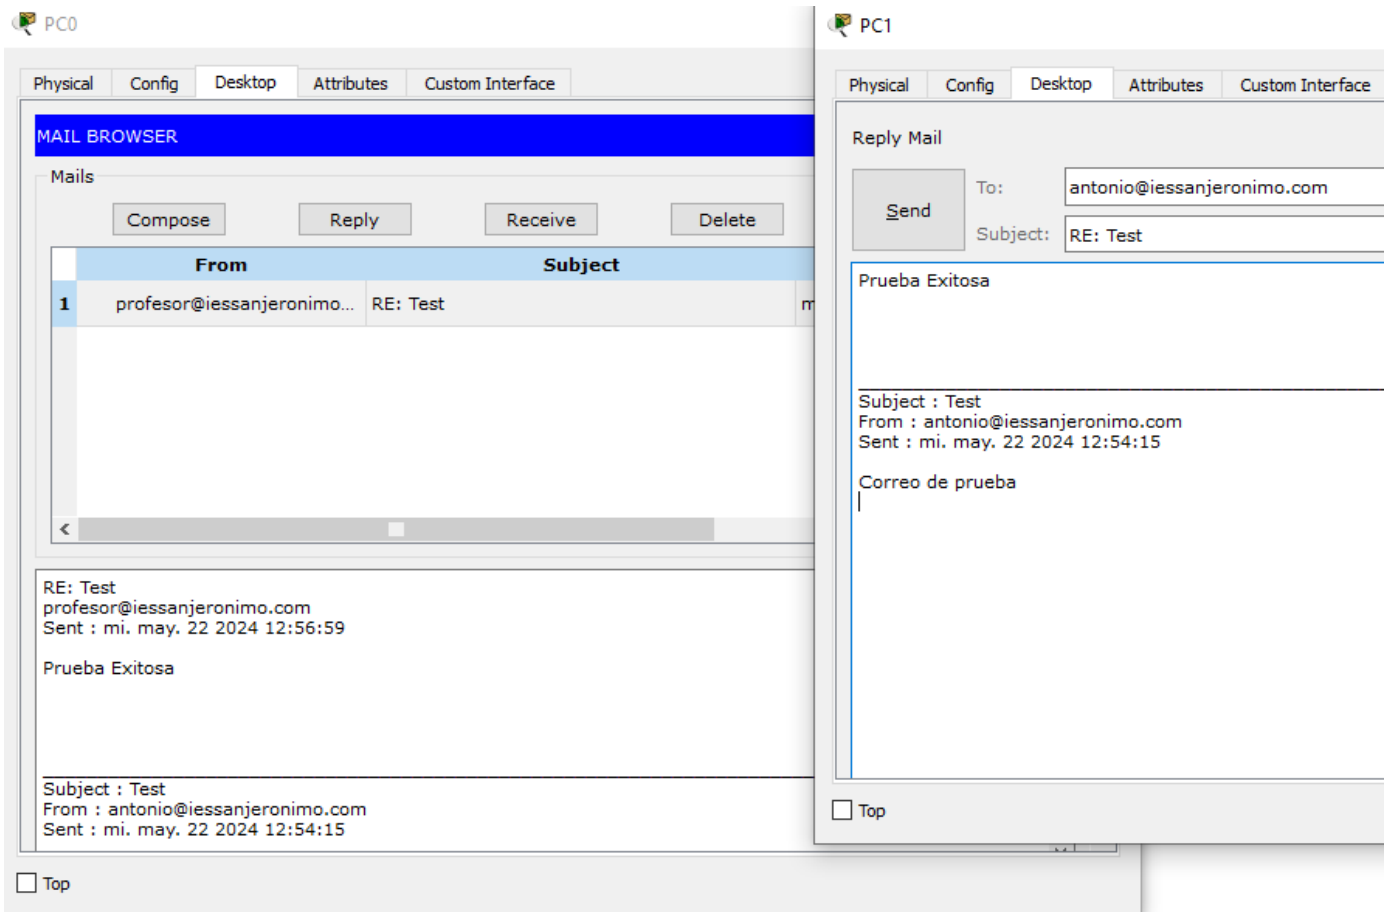 PC0
Physical Config Desktop Attributes Custom Interface
MAIL BROWSER
Mails
Compose Reply Receive Delete
From Subject
1 profesor@iessanjeronimo... RE: Test m
RE: Test
profesor@iessanjeronimo.com
Sent : mi. may. 22 2024 12:56:59
Prueba Exitosa
Subject : Test
From : antonio@iessanjeronimo.com
Sent : mi. may. 22 2024 12:54:15
Top
PC1
Physical Config Desktop Attributes Custom Interface
Reply Mail
Send
To: antonio@iessanjeronimo.com
Subject: RE: Test
Prueba Exitosa
Subject : Test
From : antonio@iessanjeronimo.com
Sent : mi. may. 22 2024 12:54:15
Correo de prueba
Top